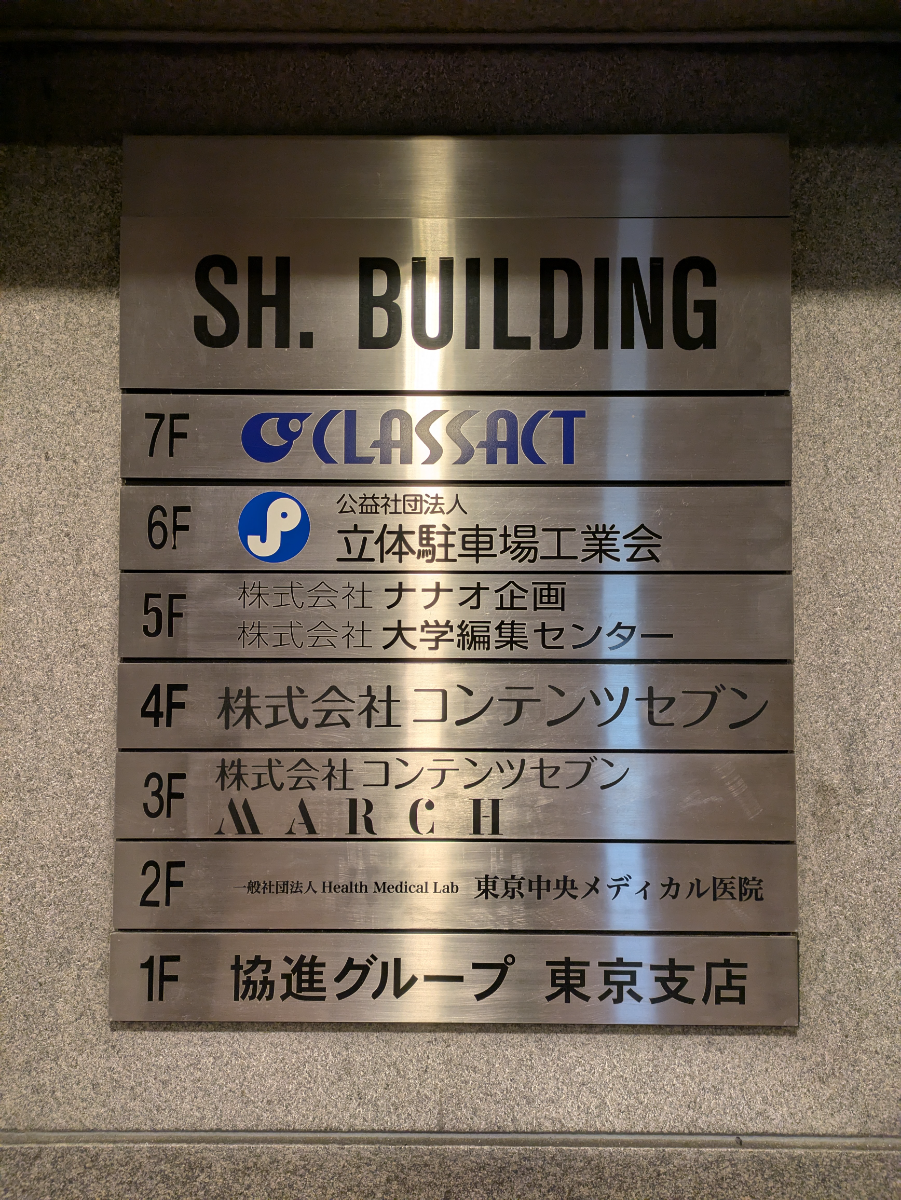 SH. BUILDING
7F CLASSACT
6F 公益社団法人
立体駐車場工業会
5F 株式会社 ナナオ企画
株式会社 大学編集センター
4F 株式会社 コンテンツセブン
3F 株式会社 コンテンツセブン
MARCH
2F 一般社団法人 Health Medical Lab 東京中央メディカル医院
1F 協進グループ 東京支店